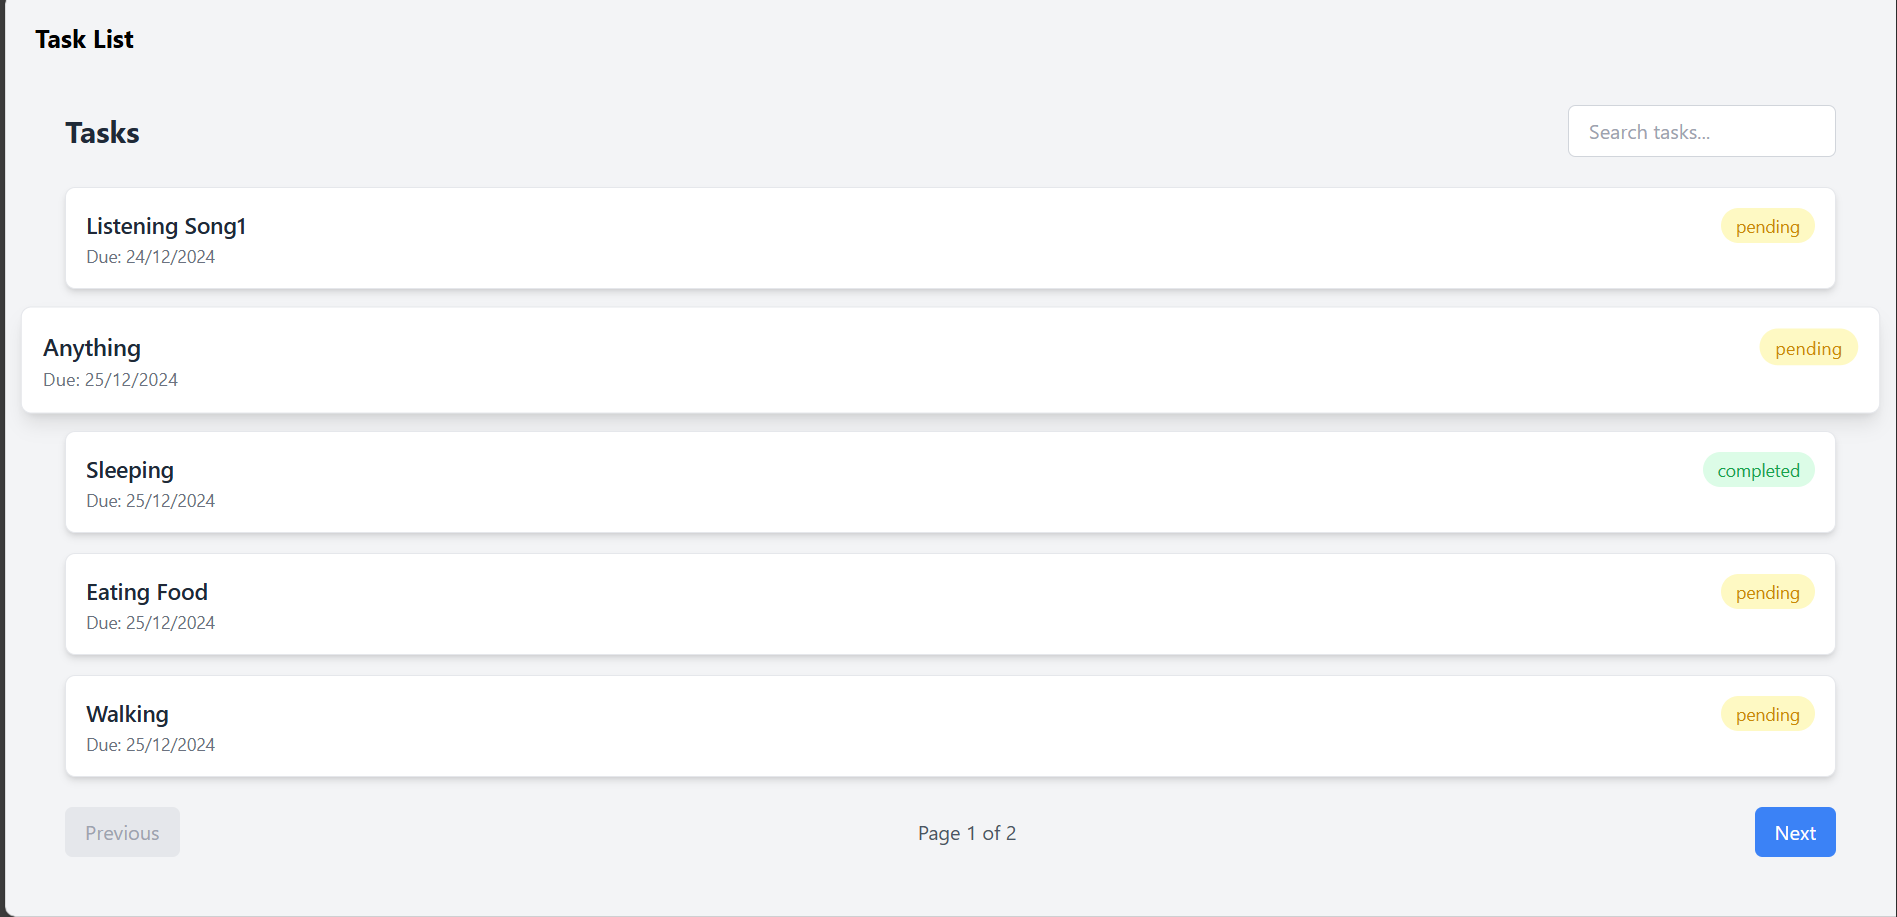 Task List
Tasks
Search tasks...
Listening Song1
pending
Due: 24/12/2024
Anything
pending
Due: 25/12/2024
Sleeping
completed
Due: 25/12/2024
Eating Food
pending
Due: 25/12/2024
Walking
pending
Due: 25/12/2024
Previous
Page 1 of 2
Next